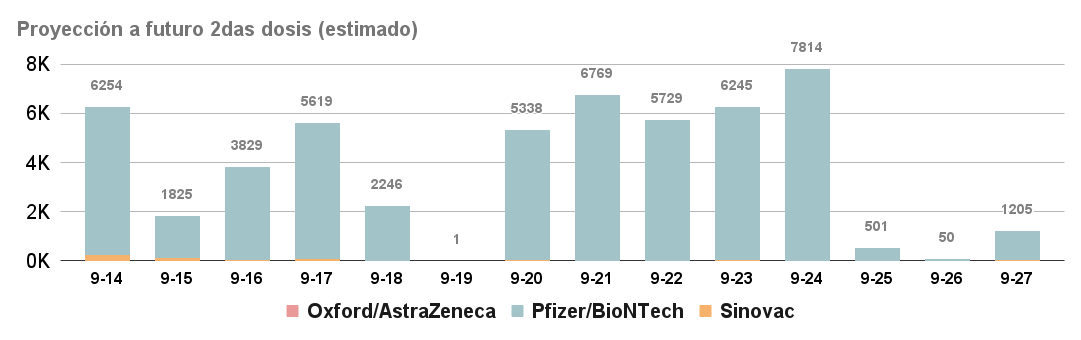 Proyección a futuro 2das dosis (estimado)
8K
6K
4K
2K
0K
6254
1825
3829
5619
2246
1
5338
6769
5729
6245
7814
501
50
1205
9-14 9-15 9-16 9-17 9-18 9-19 9-20 9-21 9-22 9-23 9-24 9-25 9-26 9-27
Oxford/AstraZeneca Pfizer/BioNTech Sinovac